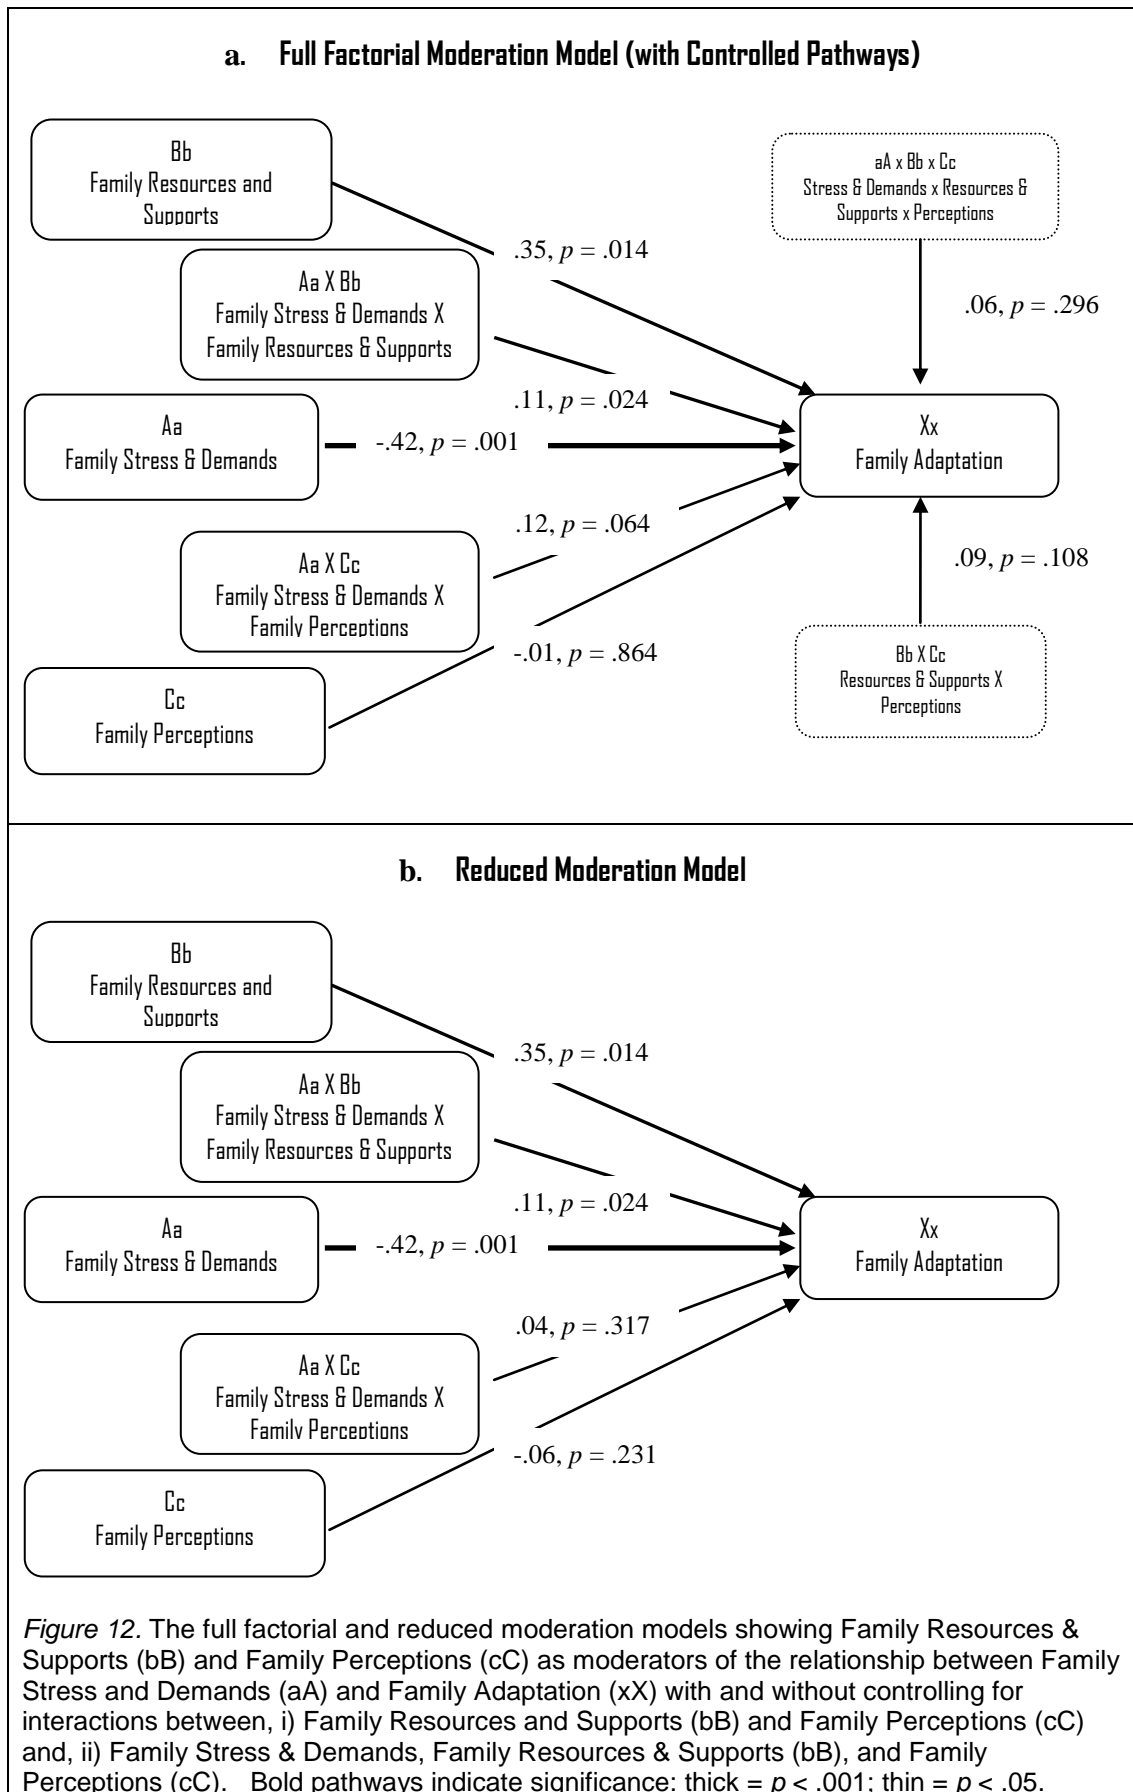 a. Full Factorial Moderation Model (with Controlled Pathways)
Bb
Family Resources and
Supports
aA x Bb x Cc
Stress & Demands x Resources &
Supports x Perceptions
.35, p = .014
Aa X Bb
Family Stress & Demands X
Family Resources & Supports
.06, p = .296
.11, p = .024
Aa
Family Stress & Demands
-.42, p = .001
Xx
Family Adaptation
.12, p = .064
Aa X Cc
Family Stress & Demands X
Family Perceptions
.09, p = .108
-.01, p = .864
Bb X Cc
Resources & Supports X
Perceptions
Cc
Family Perceptions
b. Reduced Moderation Model
Bb
Family Resources and
Supports
.35, p = .014
Aa X Bb
Family Stress & Demands X
Family Resources & Supports
.11, p = .024
Aa
Family Stress & Demands
-.42, p = .001
Xx
Family Adaptation
.04, p = .317
Aa X Cc
Family Stress & Demands X
Family Perceptions
-.06, p = .231
Cc
Family Perceptions
Figure 12. The full factorial and reduced moderation models showing Family Resources &
Supports (bB) and Family Perceptions (cC) as moderators of the relationship between Family
Stress and Demands (aA) and Family Adaptation (xX) with and without controlling for
interactions between, i) Family Resources and Supports (bB) and Family Perceptions (cC)
and, ii) Family Stress & Demands, Family Resources & Supports (bB), and Family
Perceptions (cC). Bold pathways indicate significance: thick = p < .001; thin = p < .05.